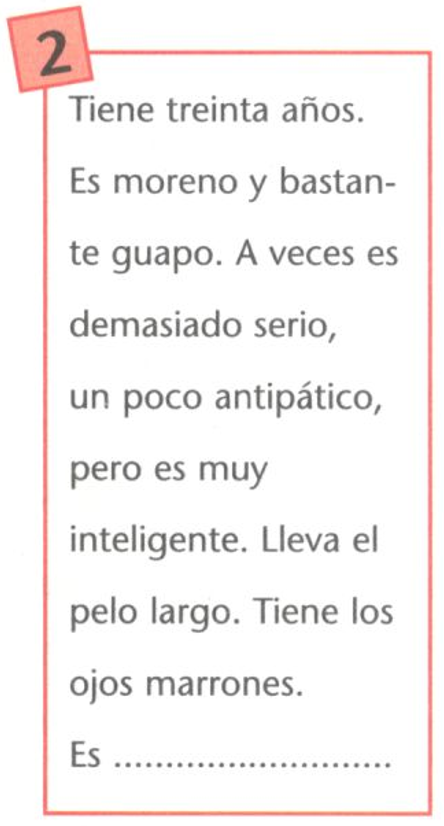 2
Tiene treinta años.
Es moreno y bastan-
te guapo. A veces es
demasiado serio,
un poco antipático,
pero es muy
inteligente. Lleva el
pelo largo. Tiene los
ojos marrones.
Es ...........................